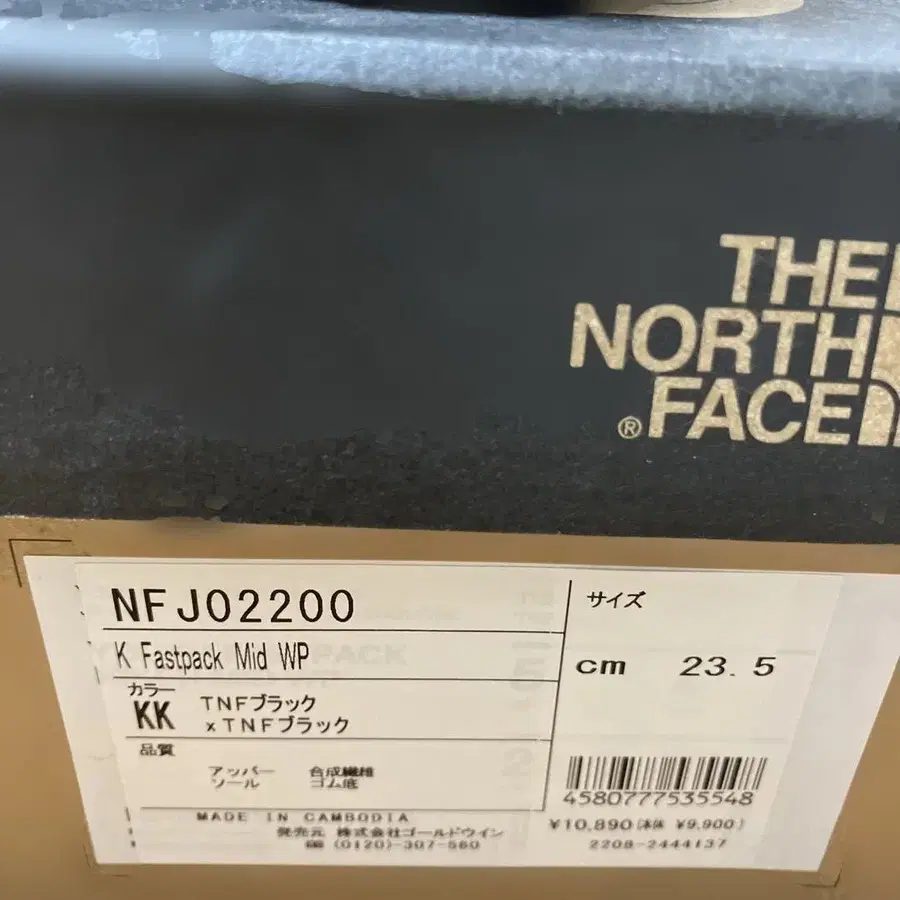 THE
NORTH
FACE
®
NFJ02200
K Fastpack Mid WP
カラー
KK TNFブラック
xTNFブラック
品質
アッパー 合成繊維
ソール ゴム底
MADE IN CAMBODIA
発売元 株式会社ゴールドウイン
(0120)-307-560
サイズ
cm 23.5
4580777535548
¥10,890(本体 ¥9,900)
2208-2444137